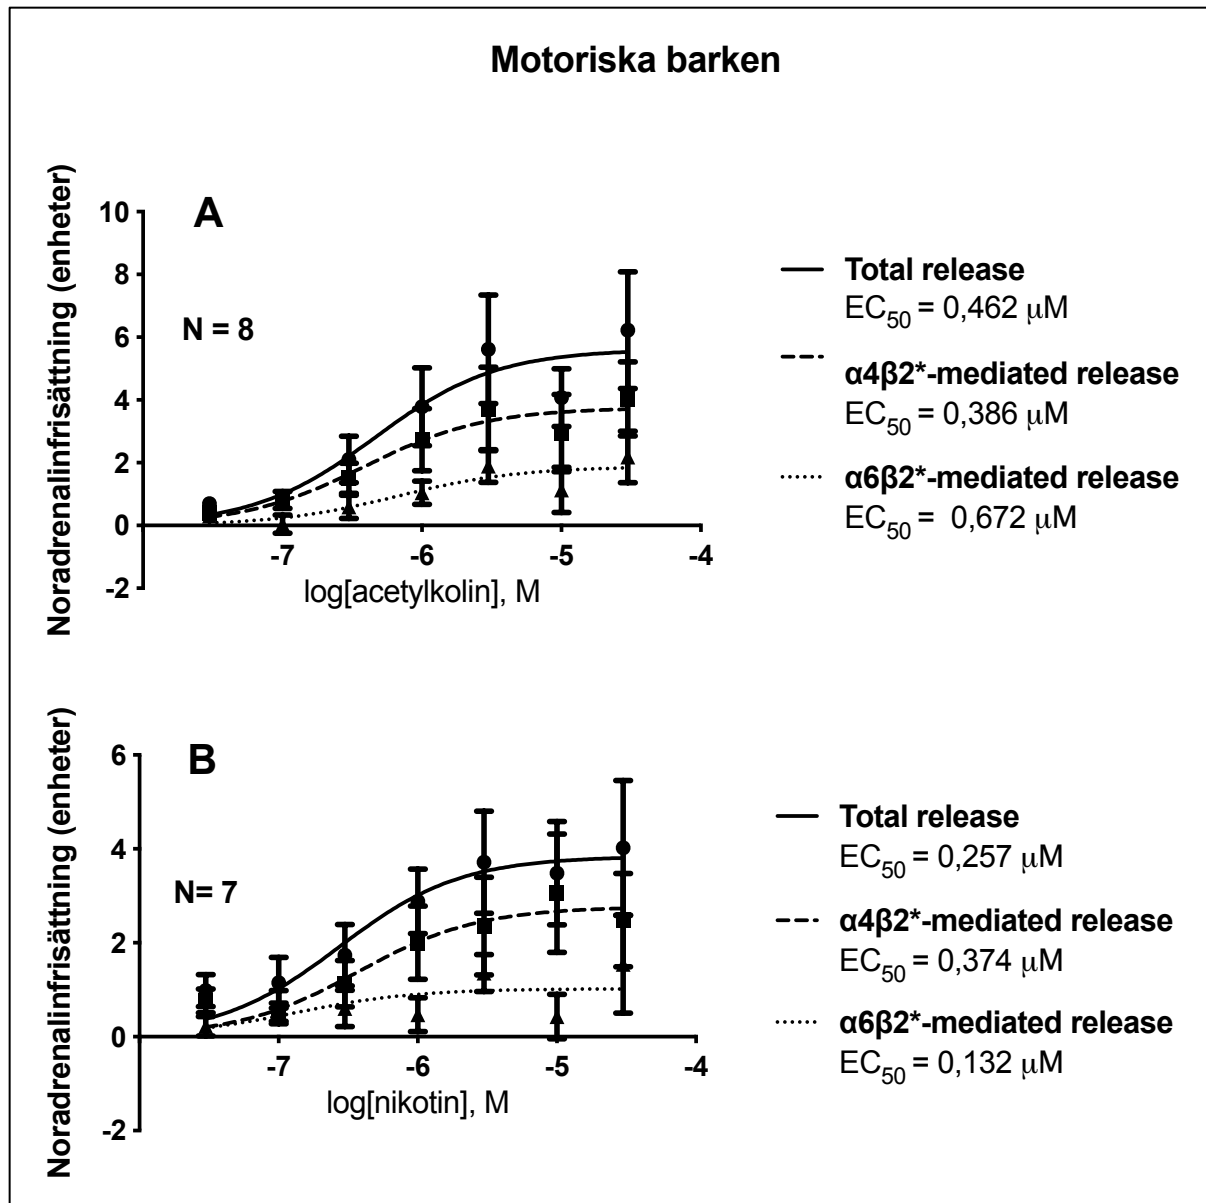 Motoriska barken
A
Noradrenalinfrisättning (enheter)
10
8
6
4
2
0
-2
N = 8
-7
-6
-5
-4
log[acetylkolin], M
Total release
EC50 = 0,462 μM
α4β2*-mediated release
EC50 = 0,386 μM
α6β2*-mediated release
EC50 = 0,672 μM
B
Noradrenalinfrisättning (enheter)
6
4
2
0
-2
N= 7
-7
-6
-5
-4
log[nikotin], M
Total release
EC50 = 0,257 μM
α4β2*-mediated release
EC50 = 0,374 μM
α6β2*-mediated release
EC50 = 0,132 μM